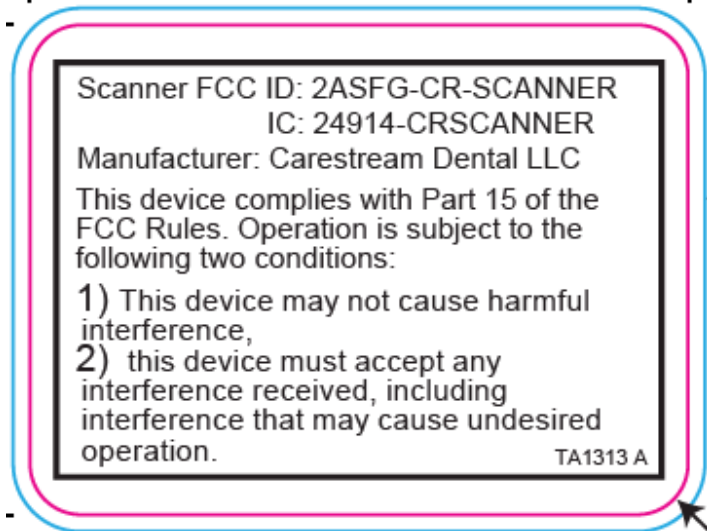 Scanner FCC ID: 2ASFG-CR-SCANNER
IC: 24914-CRSCANNER
Manufacturer: Carestream Dental LLC
This device complies with Part 15 of the
FCC Rules. Operation is subject to the
following two conditions:
1) This device may not cause harmful
interference,
2) this device must accept any
interference received, including
interference that may cause undesired
operation.
TA1313 A